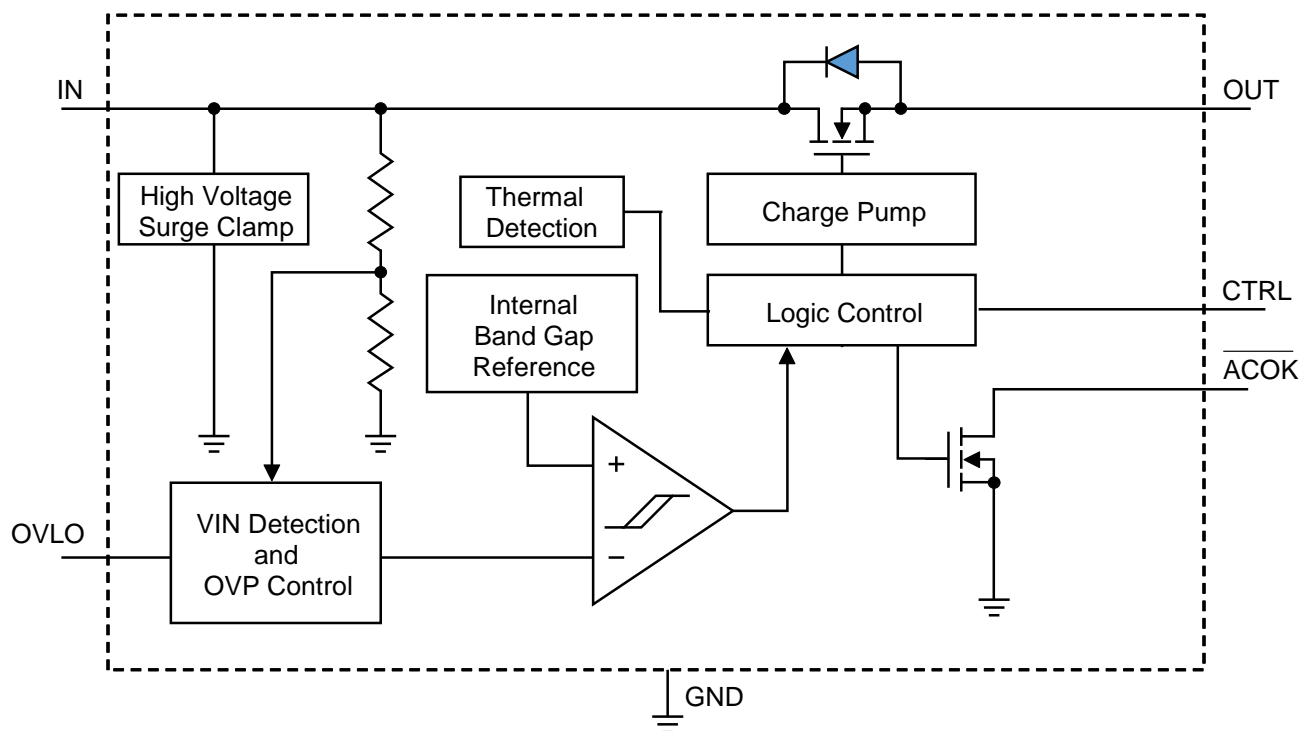 IN
OUT
High Voltage
Surge Clamp
Thermal
Detection
Charge Pump
Internal
Band Gap
Reference
Logic Control
CTRL
ACOK
+
−
OVLO
VIN Detection
and
OVP Control
GND